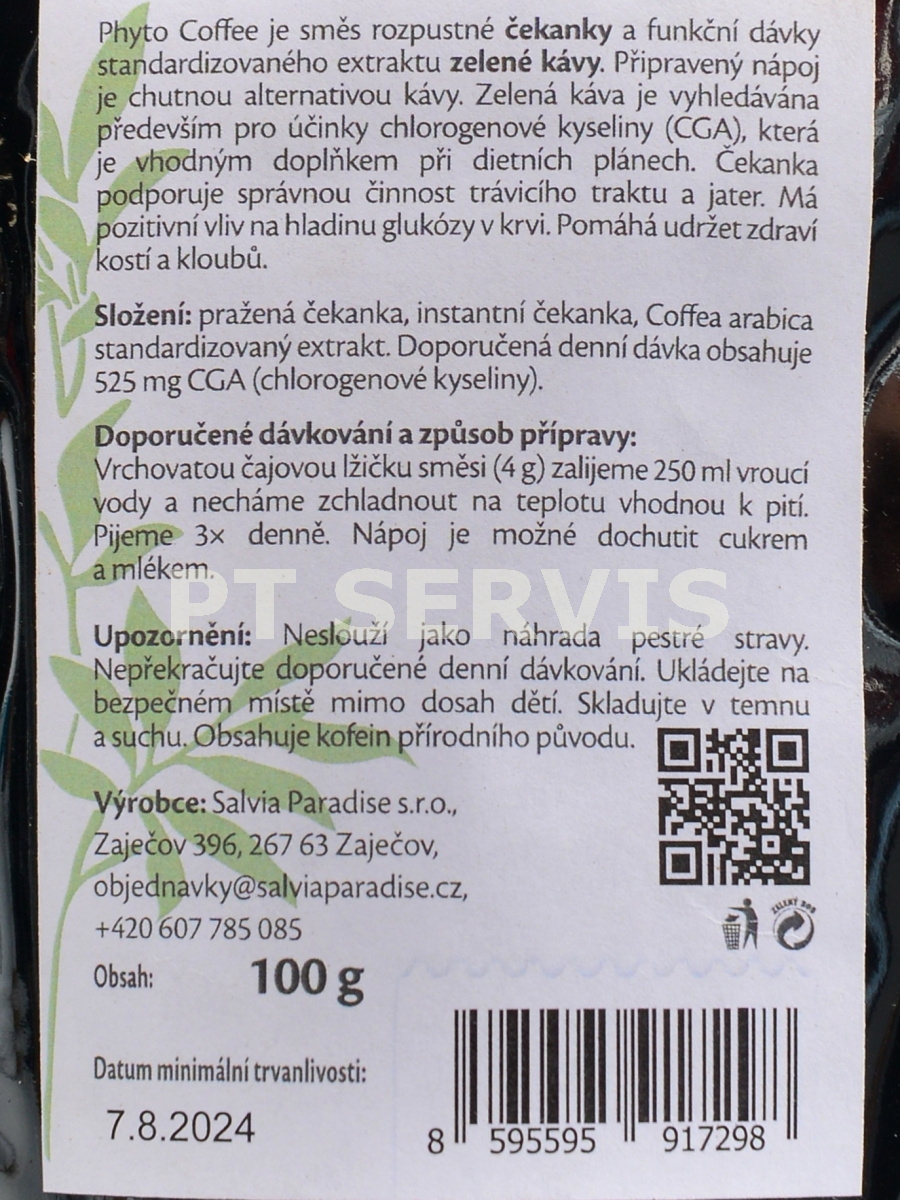 Phyto Coffee je směs rozpustné čekanky a funkční dávky
standardizovaného extraktu zelené kávy. Připravený nápoj
je chutnou alternativou kávy. Zelená káva je vyhledávána
především pro účinky chlorogenové kyseliny (CGA), která
je vhodným doplňkem při dietních plánech. Čekanka
podporuje správnou činnost trávicího traktu a jater. Má
pozitivní vliv na hladinu glukózy v krvi. Pomáhá udržet zdraví
kostí a kloubů.
Složení: pražená čekanka, instantní čekanka, Coffea arabica
standardizovaný extrakt. Doporučená denní dávka obsahuje
525 mg CGA (chlorogenové kyseliny).
Doporučené dávkování a způsob přípravy:
Vrchovatou čajovou lžičku směsi (4 g) zalijeme 250 ml vroucí
vody a necháme zchladnout na teplotu vhodnou k pití.
Pijeme 3x denně. Nápoj je možné dochutit cukrem
a mlékem.
PT SERVIS
Upozornění: Neslouží jako náhrada pestré stravy.
Nepřekračujte doporučené denní dávkování. Ukládejte na
bezpečném místě mimo dosah dětí. Skladujte v temnu
a suchu. Obsahuje kofein přírodního původu.
Výrobce: Salvia Paradise s.r.o.,
Zaječov 396, 267 63 Zaječov,
objednavky@salviaparadise.cz,
+420 607 785 085
ZELENÝ BOD
Obsah: 100 g
Datum minimální trvanlivosti:
7.8.2024
8 595595 917298